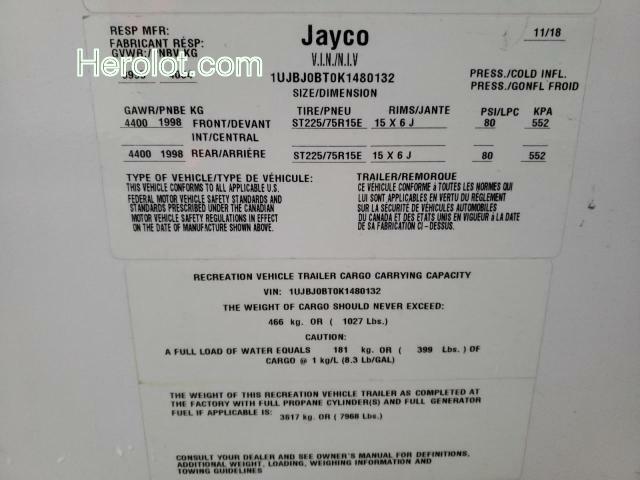 RESP MFR:
FABRICANT RÉSP:
Jayco
11/18
GVWR:/PNBV KG
Herolot.com
V.I.N./N.I.V
1UJBJ0BT0K1480132
SIZE/DIMENSION
PRESS./COLD INFL.
PRESS./GONFL FROID
GAWR/PNBE KG TIRE/PNEU RIMS/JANTE PSI/LPC KPA
4400 1998 FRONT/DEVANT ST225/75R15E 15 X 6 J 80 552
INT/CENTRAL
4400 1998 REAR/ARRIÉRE ST225/75R15E 15 X 6 J 80 552
TYPE OF VEHICLE/TYPE DE VÉHICULE:
THIS VEHICLE CONFORMS TO ALL APPLICABLE U.S.
FEDERAL MOTOR VEHICLE SAFETY STANDARDS AND
STANDARDS PRESCRIBED UNDER THE CANADIAN
MOTOR VEHICLE SAFETY REGULATIONS IN EFFECT
ON THE DATE OF MANUFACTURE SHOWN ABOVE.
TRAILER/REMORQUE
CE VÉHICULE CONFORME à TOUTES LES NORMES QUI
LUI SONT APPLICABLES EN VERTU DU RÈGLEMENT
SUR LA SÉCURITÉ DE VÉHICULES AUTOMOBILES
DU CANADA ET DES ETATS UNIS EN VIGUEUR à LA DATE
DE SA FABRICATION CI-DESSUS.
RECREATION VEHICLE TRAILER CARGO CARRYING CAPACITY
VIN: 1UJBJ0BT0K1480132
THE WEIGHT OF CARGO SHOULD NEVER EXCEED:
466 kg. OR ( 1027 Lbs.)
CAUTION:
A FULL LOAD OF WATER EQUALS 181 kg. OR ( 399 Lbs. ) OF
CARGO @ 1 kg/L (8.3 Lb/GAL)
THE WEIGHT OF THIS RECREATION VEHICLE TRAILER AS COMPLETED AT
THE FACTORY WITH FULL PROPANE CYLINDER(S) AND FULL GENERATOR
FUEL IF APPLICABLE IS: 3617 kg. OR ( 7968 Lbs.)
CONSULT YOUR DEALER AND SEE OWNER'S MANUAL FOR DEFINITIONS,
ADDITIONAL WEIGHT, LOADING, WEIGHING INFORMATION AND
TOWING GUIDELINES